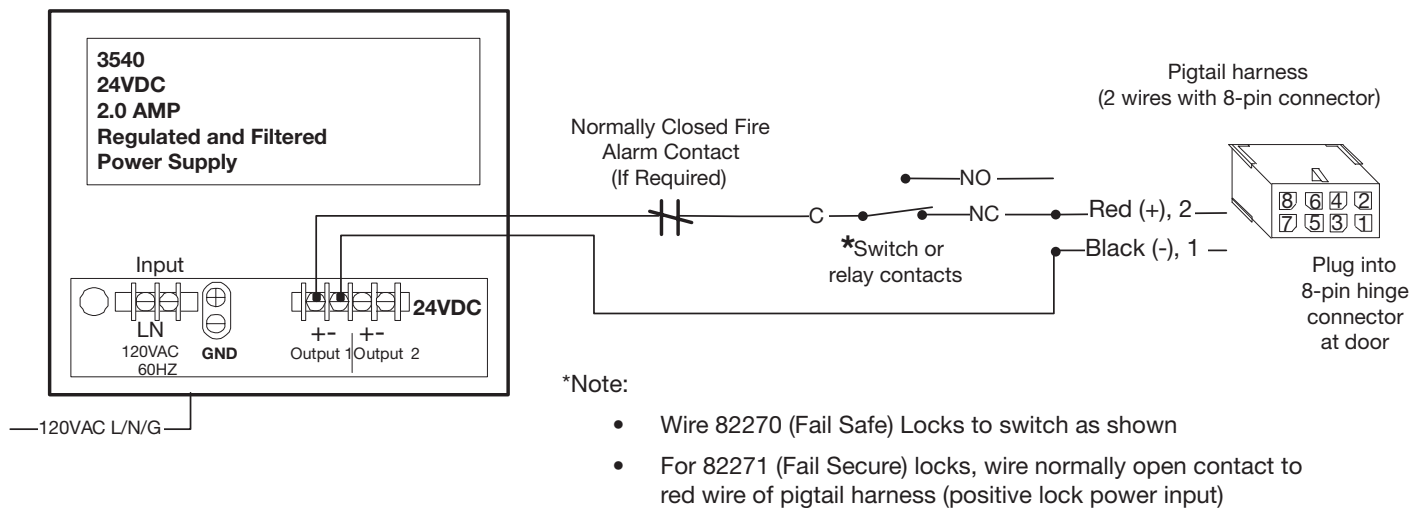 3540
24VDC
2.0 AMP
Regulated and Filtered
Power Supply
Input
LN
120VAC
60HZ
GND
24VDC
+- +-
Output 1 Output 2
120VAC L/N/G
Normally Closed Fire
Alarm Contact
(If Required)
NO
C
NC
*Switch or
relay contacts
Red (+), 2
Black (-), 1
Pigtail harness
(2 wires with 8-pin connector)
8 6 4 2
7 5 3 1
Plug into
8-pin hinge
connector
at door
*Note:
• Wire 82270 (Fail Safe) Locks to switch as shown
• For 82271 (Fail Secure) locks, wire normally open contact to
red wire of pigtail harness (positive lock power input)